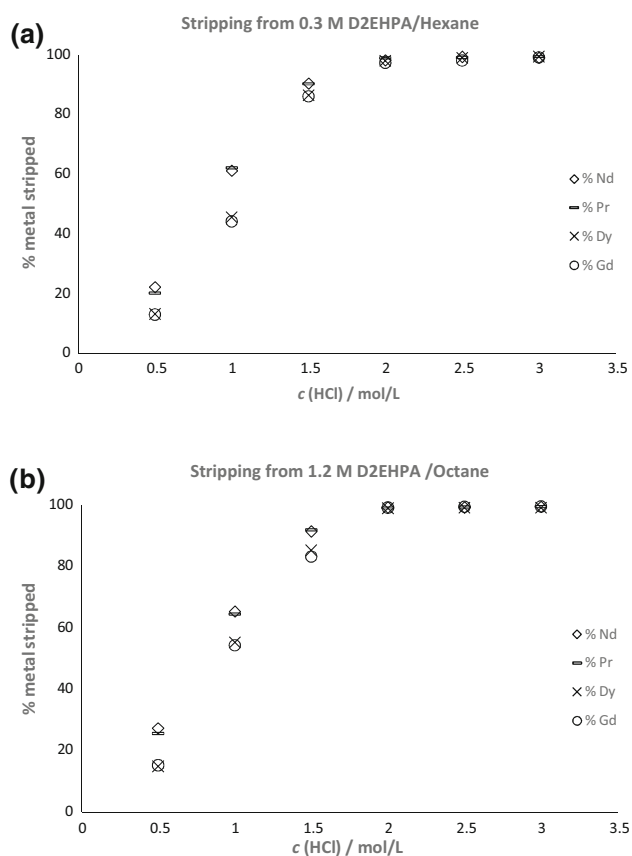 (a)
Stripping from 0.3 M D2EHPA/Hexane
100
80
60
40
20
0
% metal stripped
% Nd
% Pr
% Dy
% Gd
0 0.5 1 1.5 2 2.5 3 3.5
c (HCl) / mol/L
(b)
Stripping from 1.2 M D2EHPA /Octane
100
80
60
40
20
0
% metal stripped
% Nd
% Pr
% Dy
% Gd
0 0.5 1 1.5 2 2.5 3 3.5
c (HCl) / mol/L